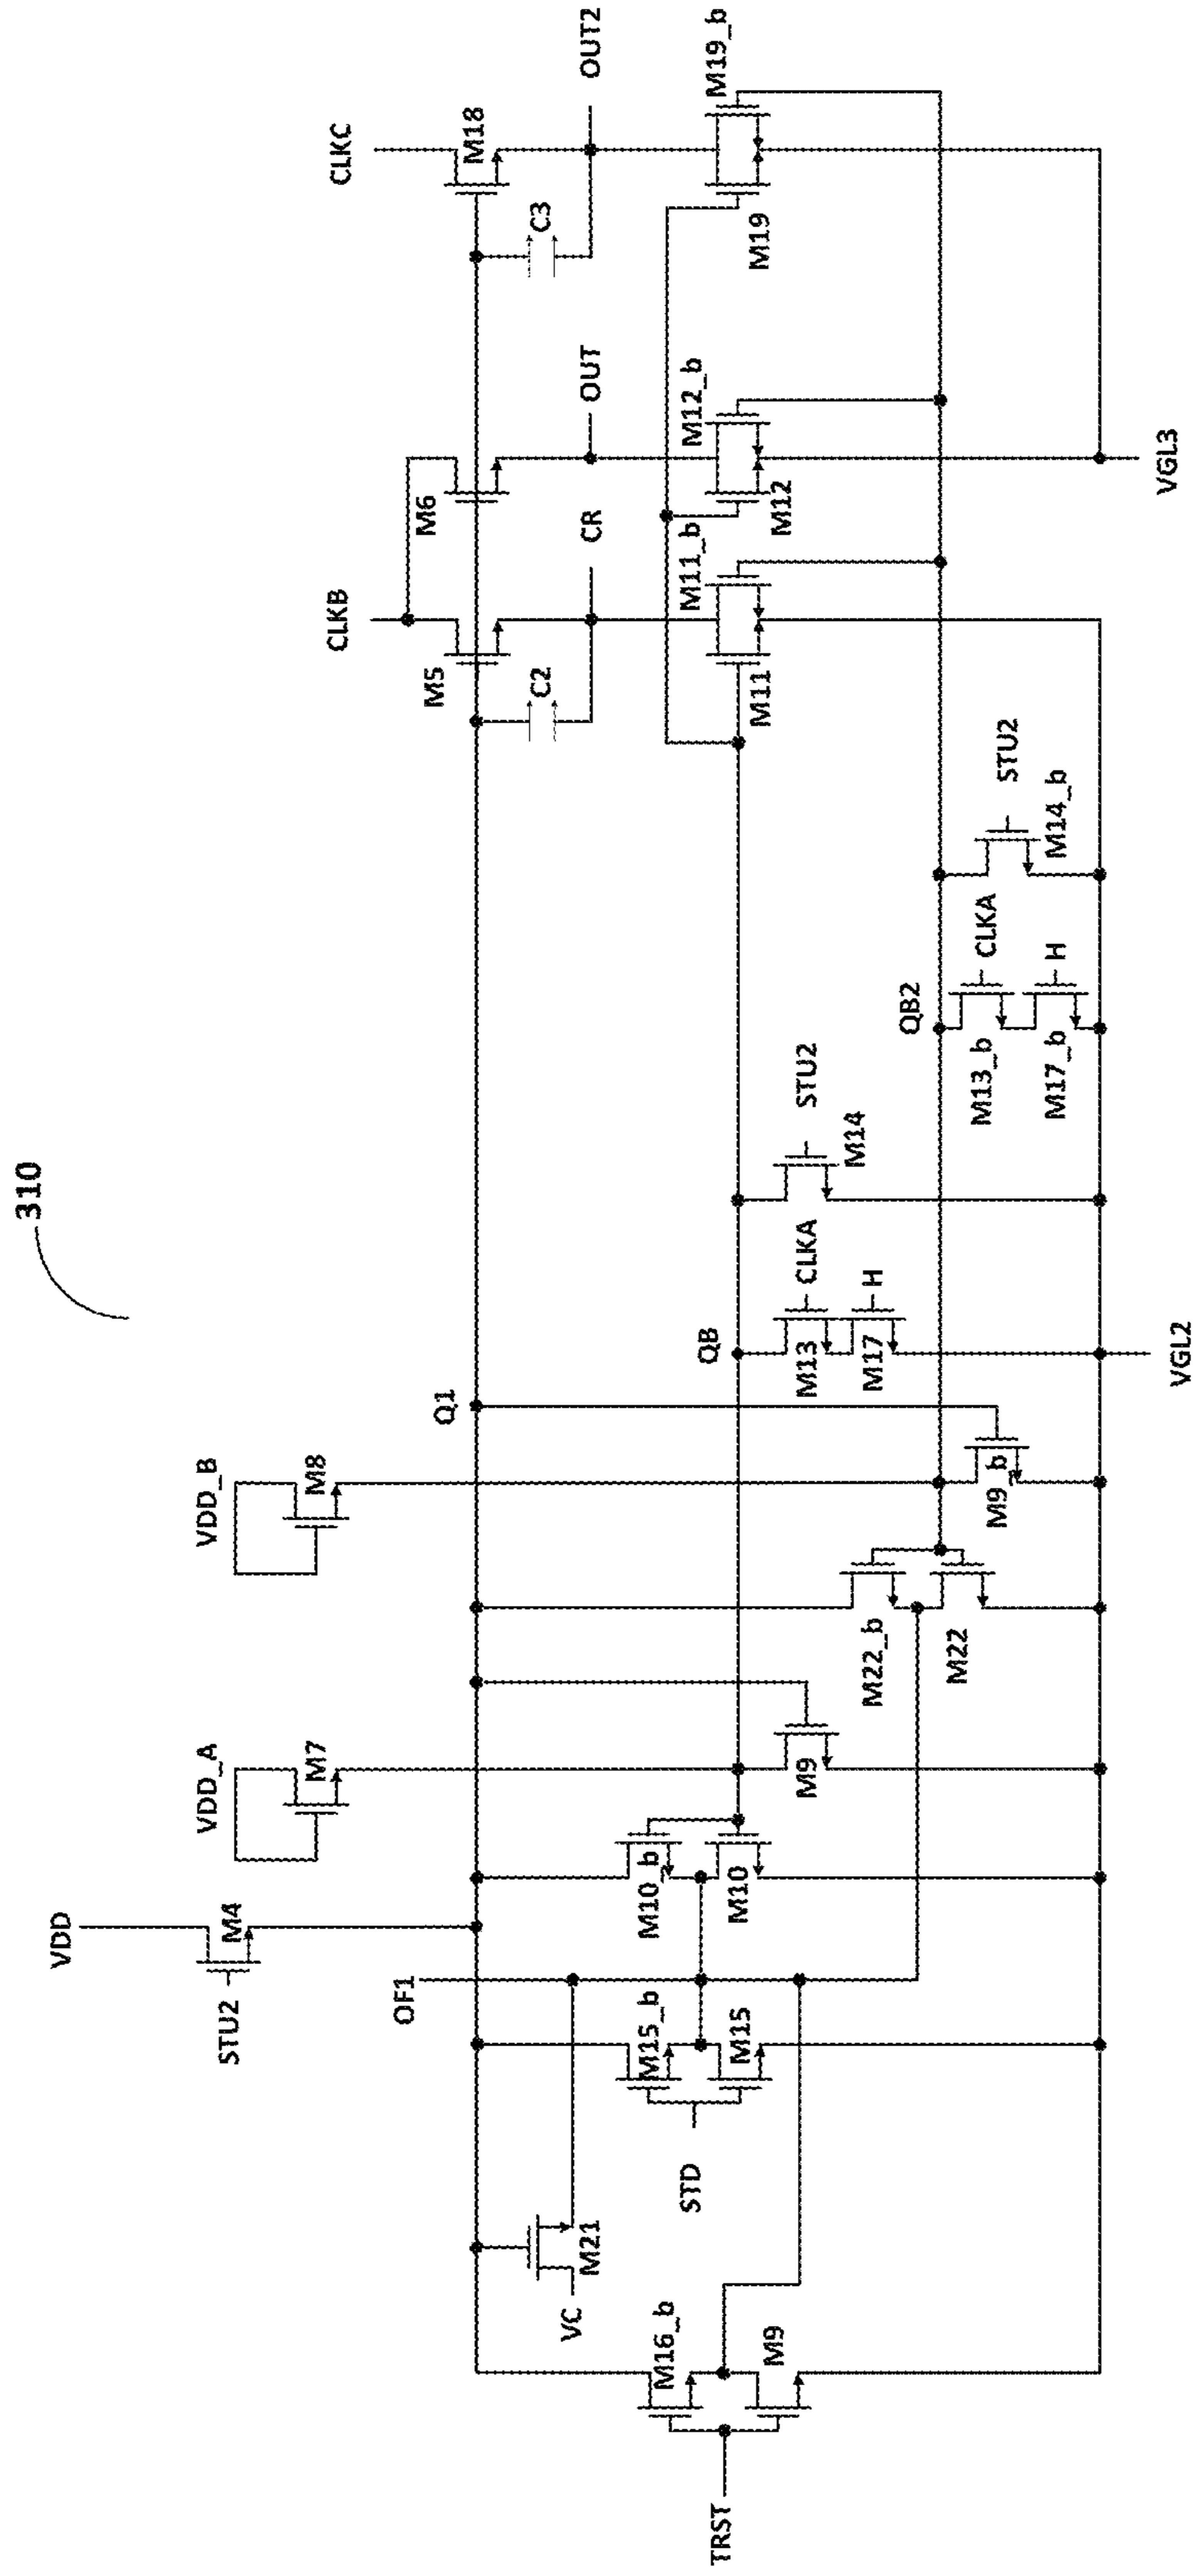 310
VDD
STU2
M4
VDD_A
M7
VDD_B
M8
Q1
CLKB
M5
M6
CLKC
M18
OF1
C2
C3
CR
OUT
OUT2
VC
M21
M16_b
M9
TRST
STD
M15_b
M15
M10_b
M10
M9
M22_b
M22
M9_b
QB
M13
CLKA
M17
H
M14
STU2
QB2
M13_b
CLKA
M17_b
H
M14_b
STU2
M11
M11_b
M12
M12_b
M19
M19_b
VGL2
VGL3